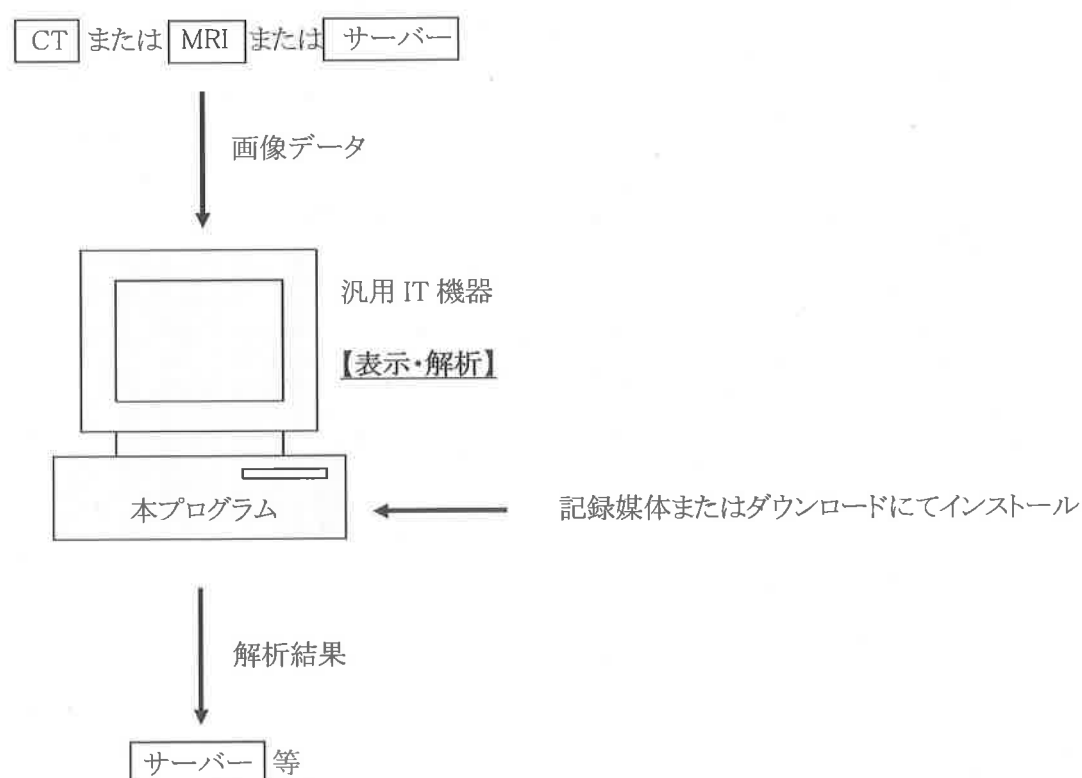 CT または MRI または サーバー
画像データ
汎用 IT 機器
【表示・解析】
本プログラム
記録媒体またはダウンロードにてインストール
解析結果
サーバー 等